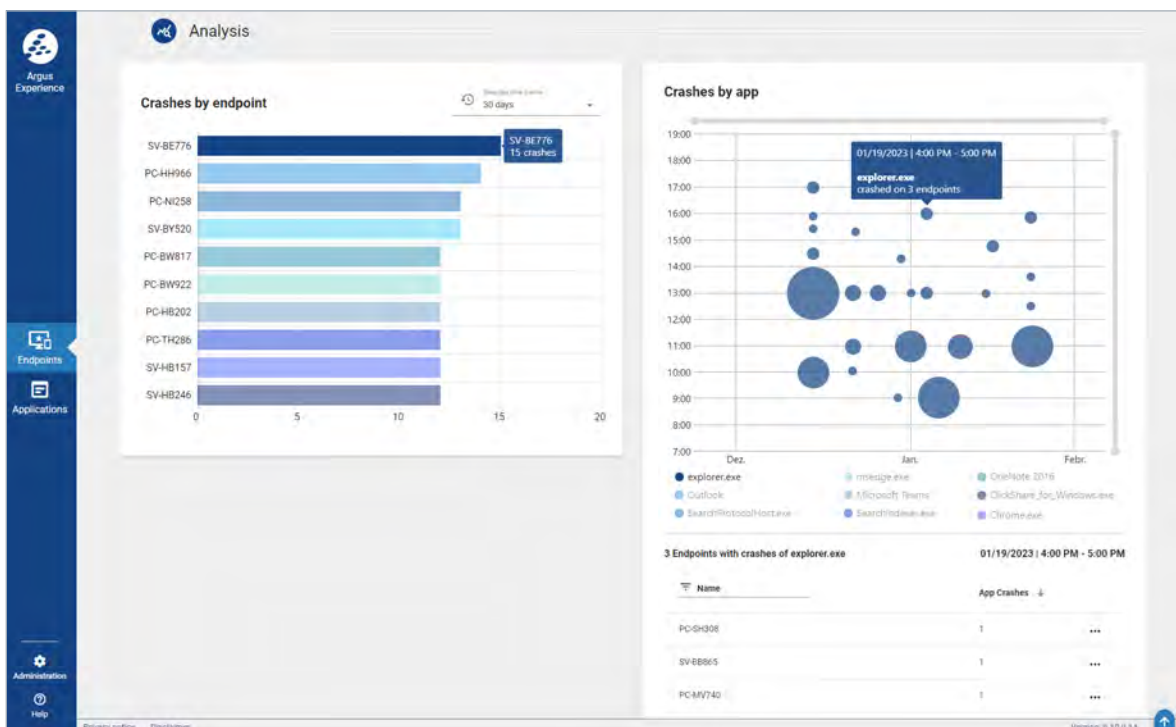 Argus
Experience
Endpoints
Applications
Administration
Help
Analysis
Crashes by endpoint
30 days
SV-BE776
PC-HH966
PC-NI258
SV-BY520
PC-BW817
PC-BW922
PC-HB202
PC-TH286
SV-HB157
SV-HB246
SV-BE776
15 crashes
0 5 10 15 20
Crashes by app
19:00
18:00
17:00
16:00
15:00
14:00
13:00
12:00
11:00
10:00
9:00
8:00
7:00
01/19/2023 | 4:00 PM - 5:00 PM
explorer.exe
crashed on 3 endpoints
Dez. Jan. Febr.
explorer.exe msedge.exe OneNote 2016
Outlook Microsoft Teams ClickShare_for_Windows.exe
SearchProtocolHost.exe SearchIndexer.exe Chrome.exe
3 Endpoints with crashes of explorer.exe 01/19/2023 | 4:00 PM - 5:00 PM
Name App Crashes
PC-SH308 1
SV-BB865 1
PC-MV740 1